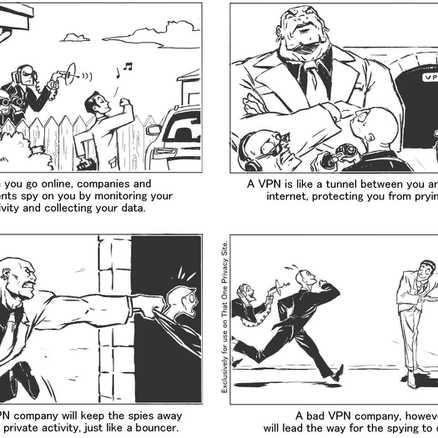 you go online, companies and
ents spy on you by monitoring your
ivity and collecting your data.
VP
A VPN is like a tunnel between you an
internet, protecting you from pryin
PN company will keep the spies away
private activity, just like a bouncer.
Exclusively for use on That One Privacy Site.
A bad VPN company, howeve
will lead the way for the spying to